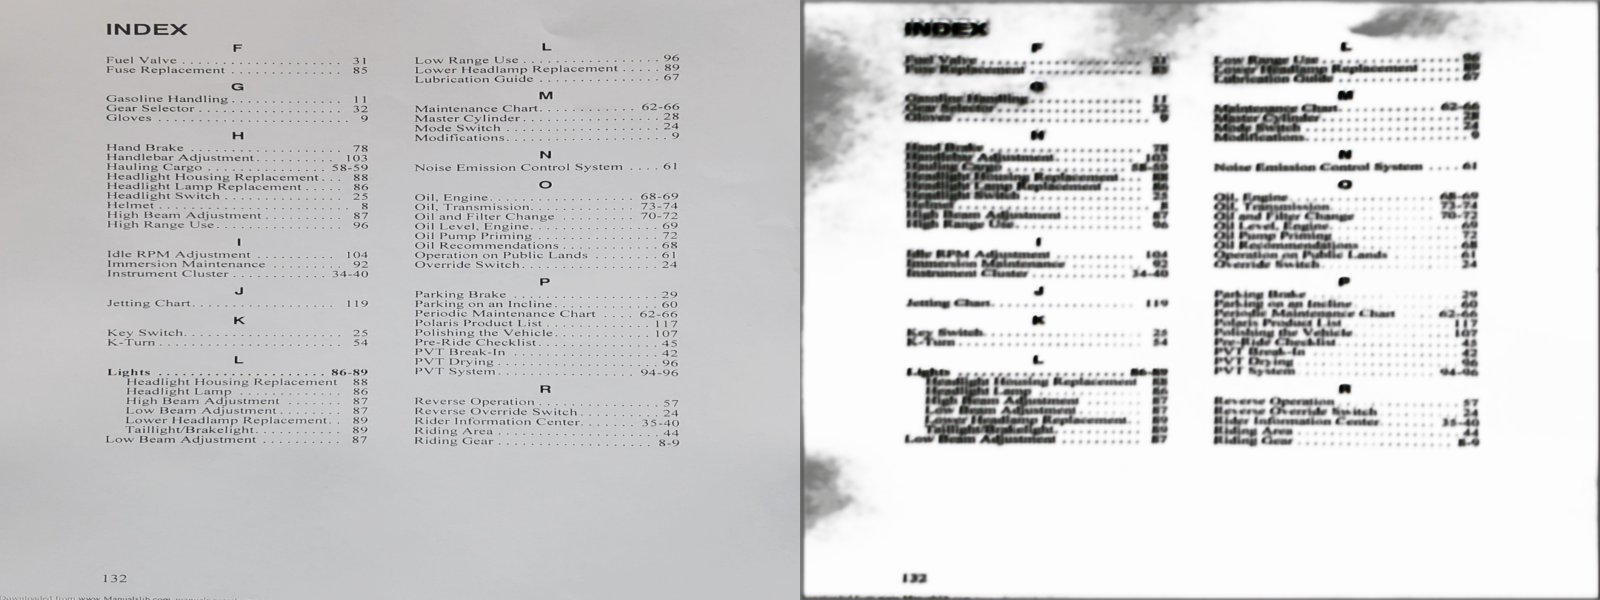 INDEX
F
Fuel Valve . . . . . . . . . . . . . . . . . . . . 31
Fuse Replacement . . . . . . . . . . . . . 85
G
Gasoline Handling . . . . . . . . . . . . . 11
Gear Selector . . . . . . . . . . . . . . . . . 32
Gloves . . . . . . . . . . . . . . . . . . . . . . 9
H
Hand Brake . . . . . . . . . . . . . . . . . . 78
Handlebar Adjustment . . . . . . . . . 103
Hauling Cargo . . . . . . . . . . . . . . 58-59
Headlight Housing Replacement . . . 88
Headlight Lamp Replacement . . . . . 86
Headlight Switch . . . . . . . . . . . . . . 25
Helmet . . . . . . . . . . . . . . . . . . . . . . 8
High Beam Adjustment . . . . . . . . . . 87
High Range Use . . . . . . . . . . . . . . . 96
I
Idle RPM Adjustment . . . . . . . . . . 104
Immersion Maintenance . . . . . . . . . 92
Instrument Cluster . . . . . . . . . . . 34-40
J
Jetting Chart . . . . . . . . . . . . . . . . . 119
K
Key Switch . . . . . . . . . . . . . . . . . . . 25
K-Turn . . . . . . . . . . . . . . . . . . . . . . 54
L
Lights . . . . . . . . . . . . . . . . . . . . 86-89
Headlight Housing Replacement 88
Headlight Lamp . . . . . . . . . . . . . 86
High Beam Adjustment . . . . . . . . 87
Low Beam Adjustment . . . . . . . . 87
Lower Headlamp Replacement . . 89
Taillight/Brakelight . . . . . . . . . . . 89
Low Beam Adjustment . . . . . . . . . . 87
L
Low Range Use . . . . . . . . . . . . . . . 96
Lower Headlamp Replacement . . . . . 89
Lubrication Guide . . . . . . . . . . . . . . 67
M
Maintenance Chart . . . . . . . . . . . 62-66
Master Cylinder . . . . . . . . . . . . . . . 28
Mode Switch . . . . . . . . . . . . . . . . . 24
Modifications . . . . . . . . . . . . . . . . . . 9
N
Noise Emission Control System . . . . 61
O
Oil, Engine . . . . . . . . . . . . . . . . . 68-69
Oil, Transmission . . . . . . . . . . . . 73-74
Oil and Filter Change . . . . . . . . . 70-72
Oil Level, Engine . . . . . . . . . . . . . . 69
Oil Pump Priming . . . . . . . . . . . . . . 72
Oil Recommendations . . . . . . . . . . . 68
Operation on Public Lands . . . . . . . . 61
Override Switch . . . . . . . . . . . . . . . 24
P
Parking Brake . . . . . . . . . . . . . . . . . 29
Parking on an Incline . . . . . . . . . . . . 60
Periodic Maintenance Chart . . . . 62-66
Polaris Product List . . . . . . . . . . . . 117
Polishing the Vehicle . . . . . . . . . . . 107
Pre-Ride Checklist . . . . . . . . . . . . . . 45
PVT Break-In . . . . . . . . . . . . . . . . . 42
PVT Drying . . . . . . . . . . . . . . . . . . 96
PVT System . . . . . . . . . . . . . . . . 94-96
R
Reverse Operation . . . . . . . . . . . . . . 57
Reverse Override Switch . . . . . . . . . 24
Rider Information Center . . . . . . . 35-40
Riding Area . . . . . . . . . . . . . . . . . . 44
Riding Gear . . . . . . . . . . . . . . . . . . 8-9
132